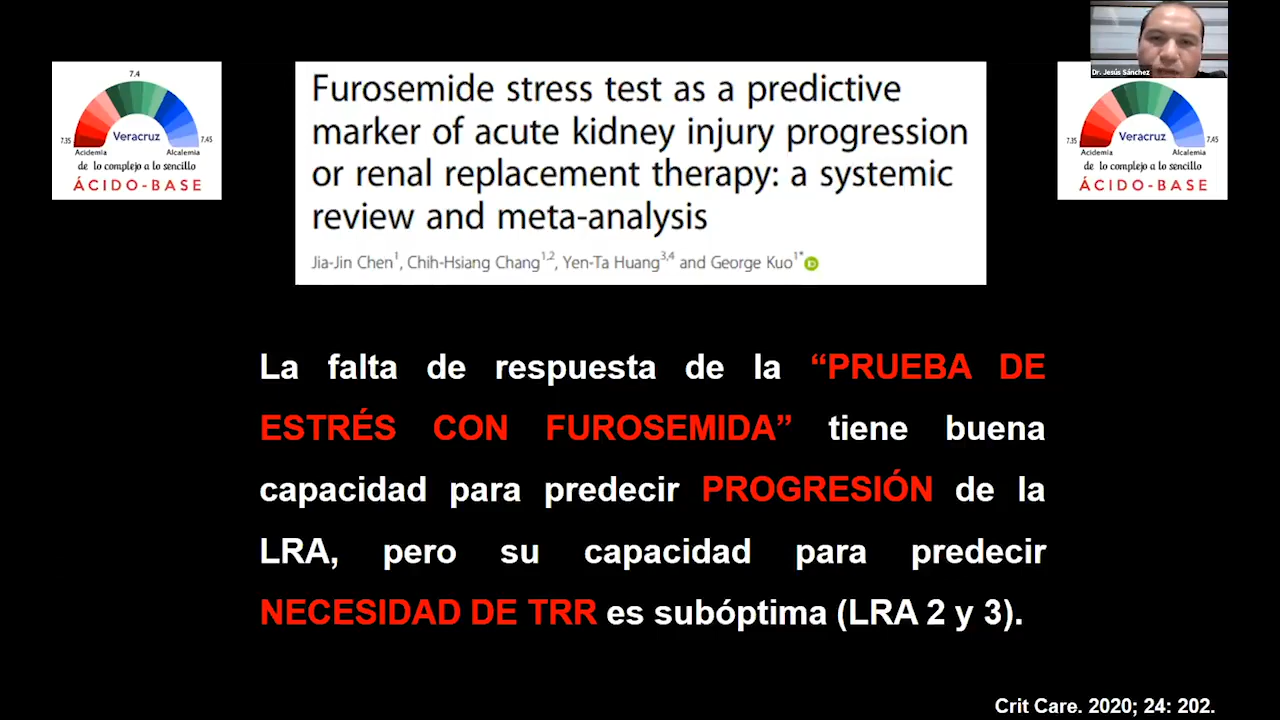 Dr. Jesús Sánchez
7.4
7.35
7.45
Veracruz
Acidemia
Alcalemia
de lo complejo a lo sencillo
ÁCIDO-BASE
Furosemide stress test as a predictive
marker of acute kidney injury progression
or renal replacement therapy: a systemic
review and meta-analysis
Jia-Jin Chen1, Chih-Hsiang Chang1,2, Yen-Ta Huang3,4 and George Kuo1*
7.35
7.45
Veracruz
Acidemia
Alcalemia
de lo complejo a lo sencillo
ÁCIDO-BASE
La falta de respuesta de la “PRUEBA DE
ESTRÉS CON FUROSEMIDA” tiene buena
capacidad para predecir PROGRESIÓN de la
LRA, pero su capacidad para predecir
NECESIDAD DE TRR es subóptima (LRA 2 y 3).
Crit Care. 2020; 24: 202.